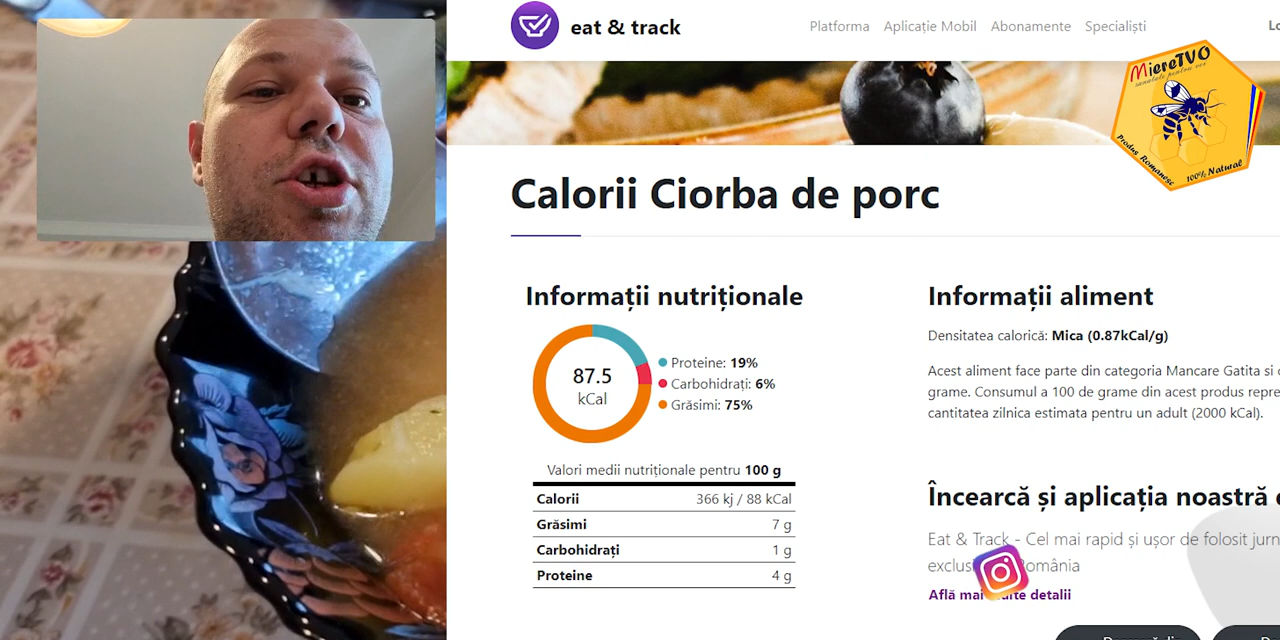 eat & track
Platforma Aplicație Mobil Abonamente Specialiști
MiereTVO
sanatate pentru voi
Produs Romanesc
100% Natural
Calorii Ciorba de porc
Informații nutriționale
87.5
kCal
Proteine: 19%
Carbohidrați: 6%
Grăsimi: 75%
Valori medii nutriționale pentru 100 g
Calorii 366 kj / 88 kCal
Grăsimi 7 g
Carbohidrați 1 g
Proteine 4 g
Informații aliment
Densitatea calorică: Mica (0.87kCal/g)
Acest aliment face parte din categoria Mancare Gatita si
grame. Consumul a 100 de grame din acest produs repre
cantitatea zilnica estimata pentru un adult (2000 kCal).
Încearcă și aplicația noastră
Eat & Track - Cel mai rapid și ușor de folosit jurn
România
Află detalii